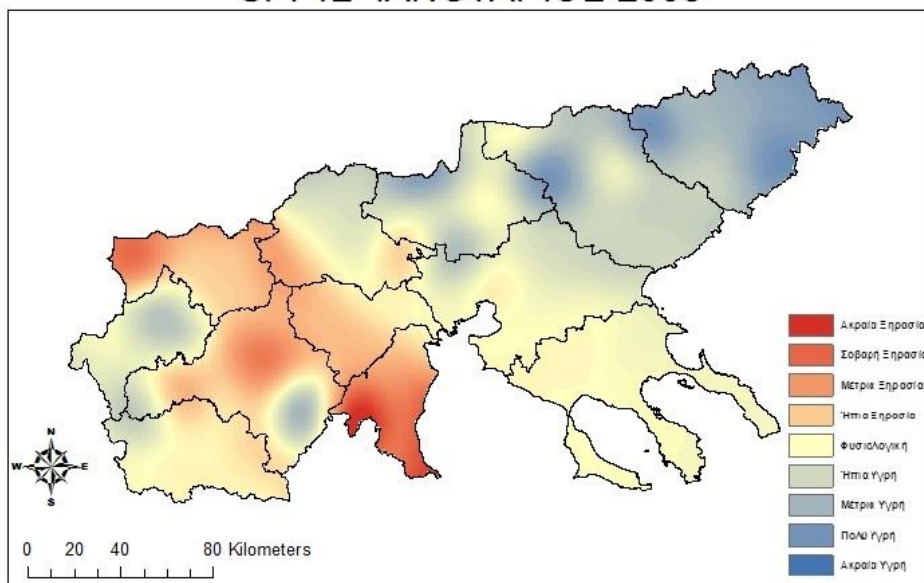 Ακραία Ξηρασία
Σοβαρή Ξηρασία
Μέτρια Ξηρασία
Ήπια Ξηρασία
Φυσιολογική
Ήπια Υγρή
Μέτρια Υγρή
Πολύ Υγρή
Ακραία Υγρή
N
W E
S
0 20 40 80 Kilometers